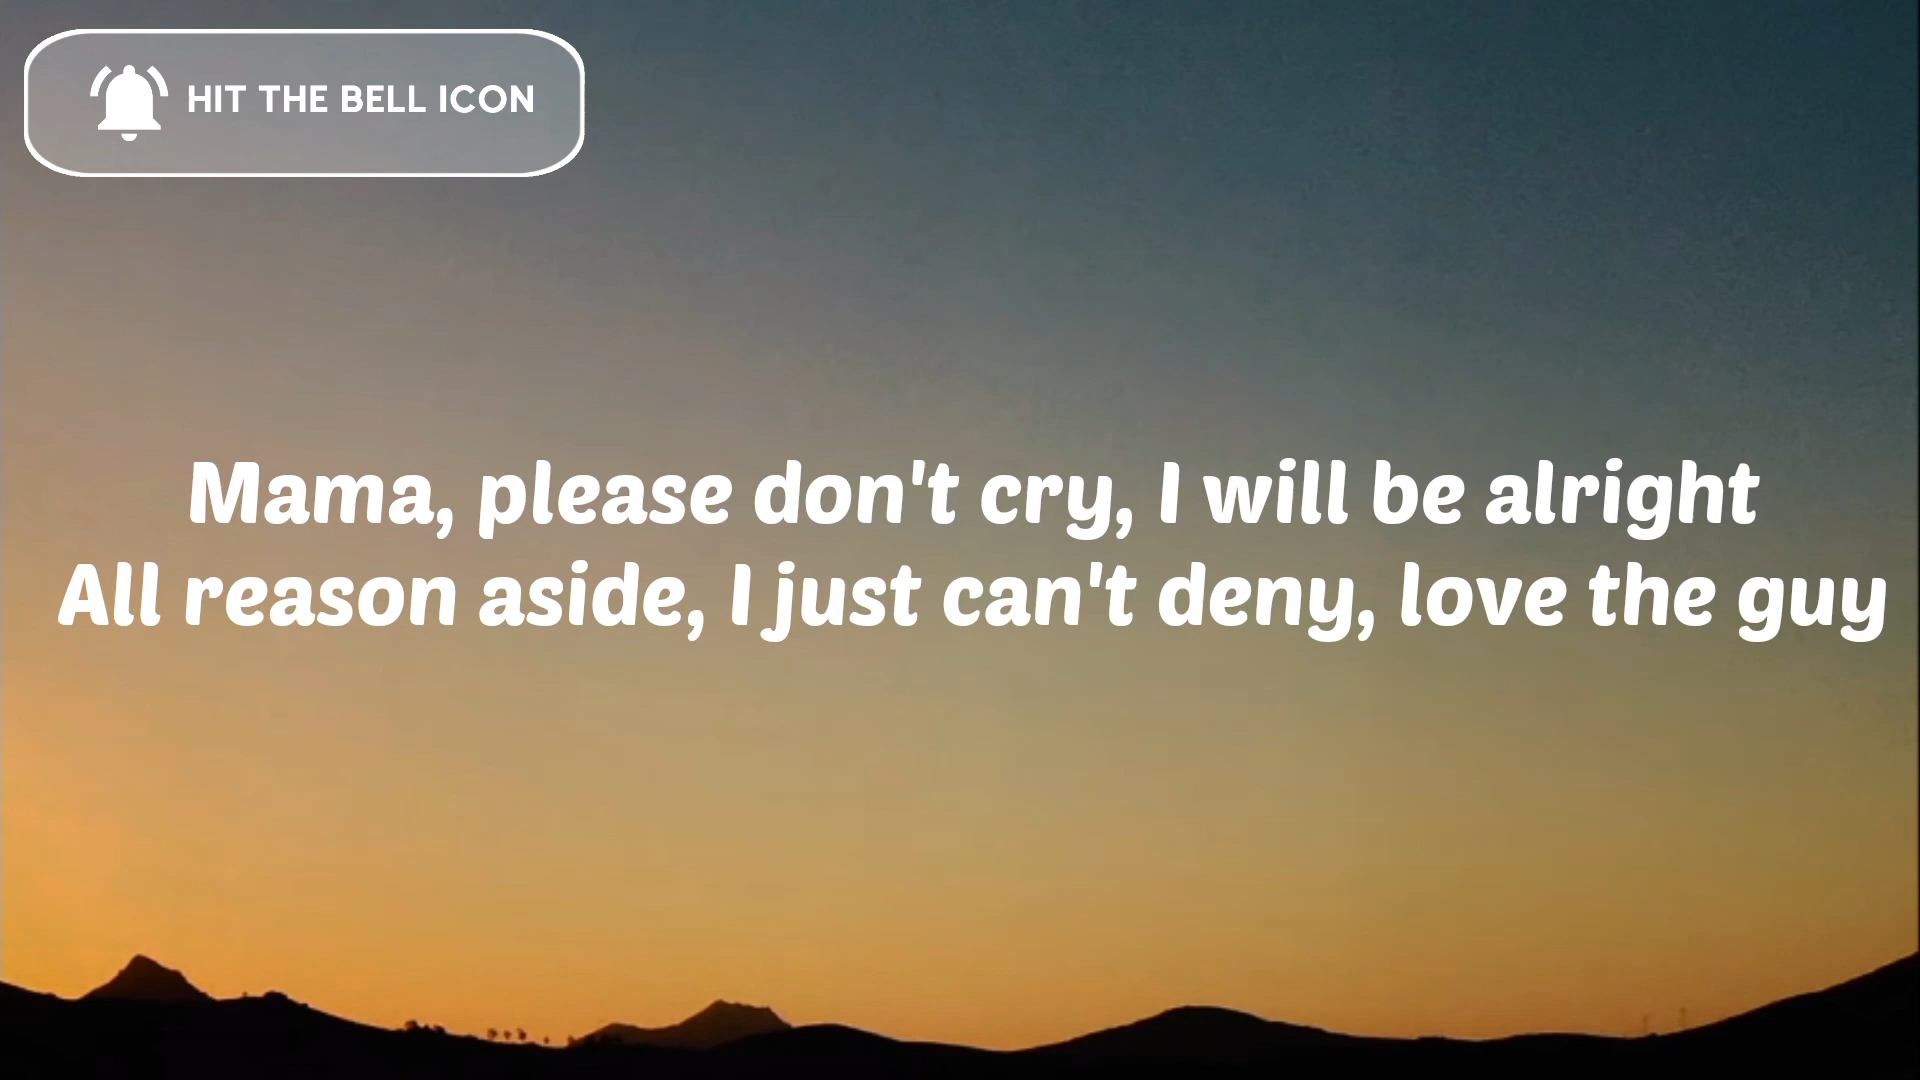 HIT THE BELL ICON
Mama, please don't cry, I will be alright
All reason aside, I just can't deny, love the guy